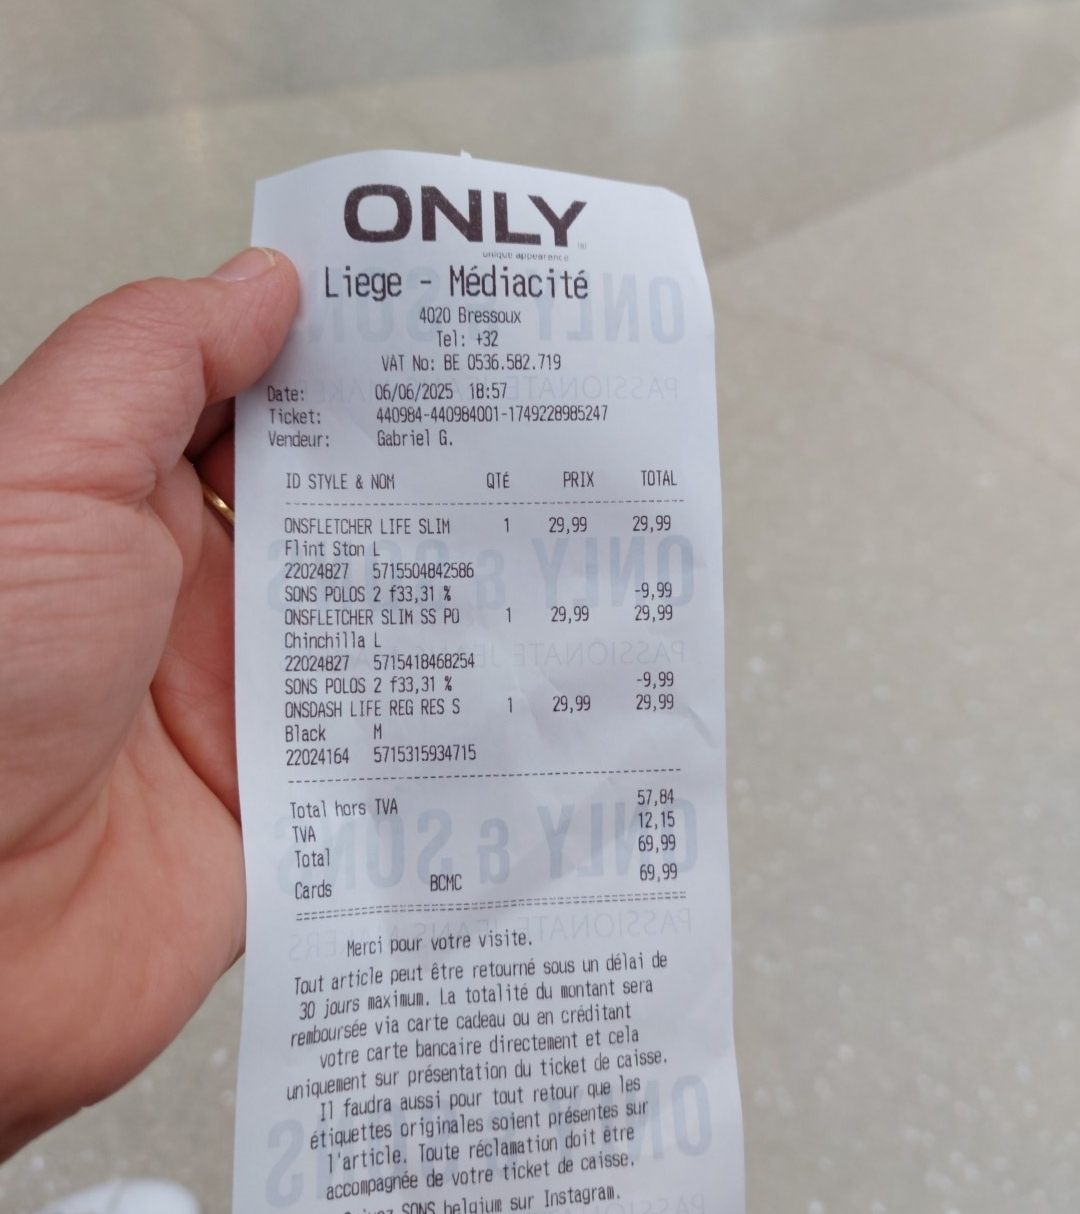 ONLY
unique appearance
Liege - Médiacité
4020 Bressoux
Tel: +32
VAT No: BE 0536.582.719
Date: 06/06/2025 18:57
Ticket: 440984-440984001-1749228985247
Vendeur: Gabriel G.
ID STYLE & NOM QTÉ PRIX TOTAL
ONSFLETCHER LIFE SLIM 1 29,99 29,99
Flint Ston L
22024827 5715504842586
SONS POLOS 2 f33,31 % -9,99
ONSFLETCHER SLIM SS PO 1 29,99 29,99
Chinchilla L
22024827 5715418468254
SONS POLOS 2 f33,31 % -9,99
ONSDASH LIFE REG RES S 1 29,99 29,99
Black M
22024164 5715315934715
Total hors TVA 57,84
TVA 12,15
Total 69,99
Cards BCMC 69,99
Merci pour votre visite.
Tout article peut être retourné sous un délai de
30 jours maximum. La totalité du montant sera
remboursée via carte cadeau ou en créditant
votre carte bancaire directement et cela
uniquement sur présentation du ticket de caisse.
Il faudra aussi pour tout retour que les
étiquettes originales soient présentes sur
l'article. Toute réclamation doit être
accompagnée de votre ticket de caisse.
SONS belgium sur Instagram.